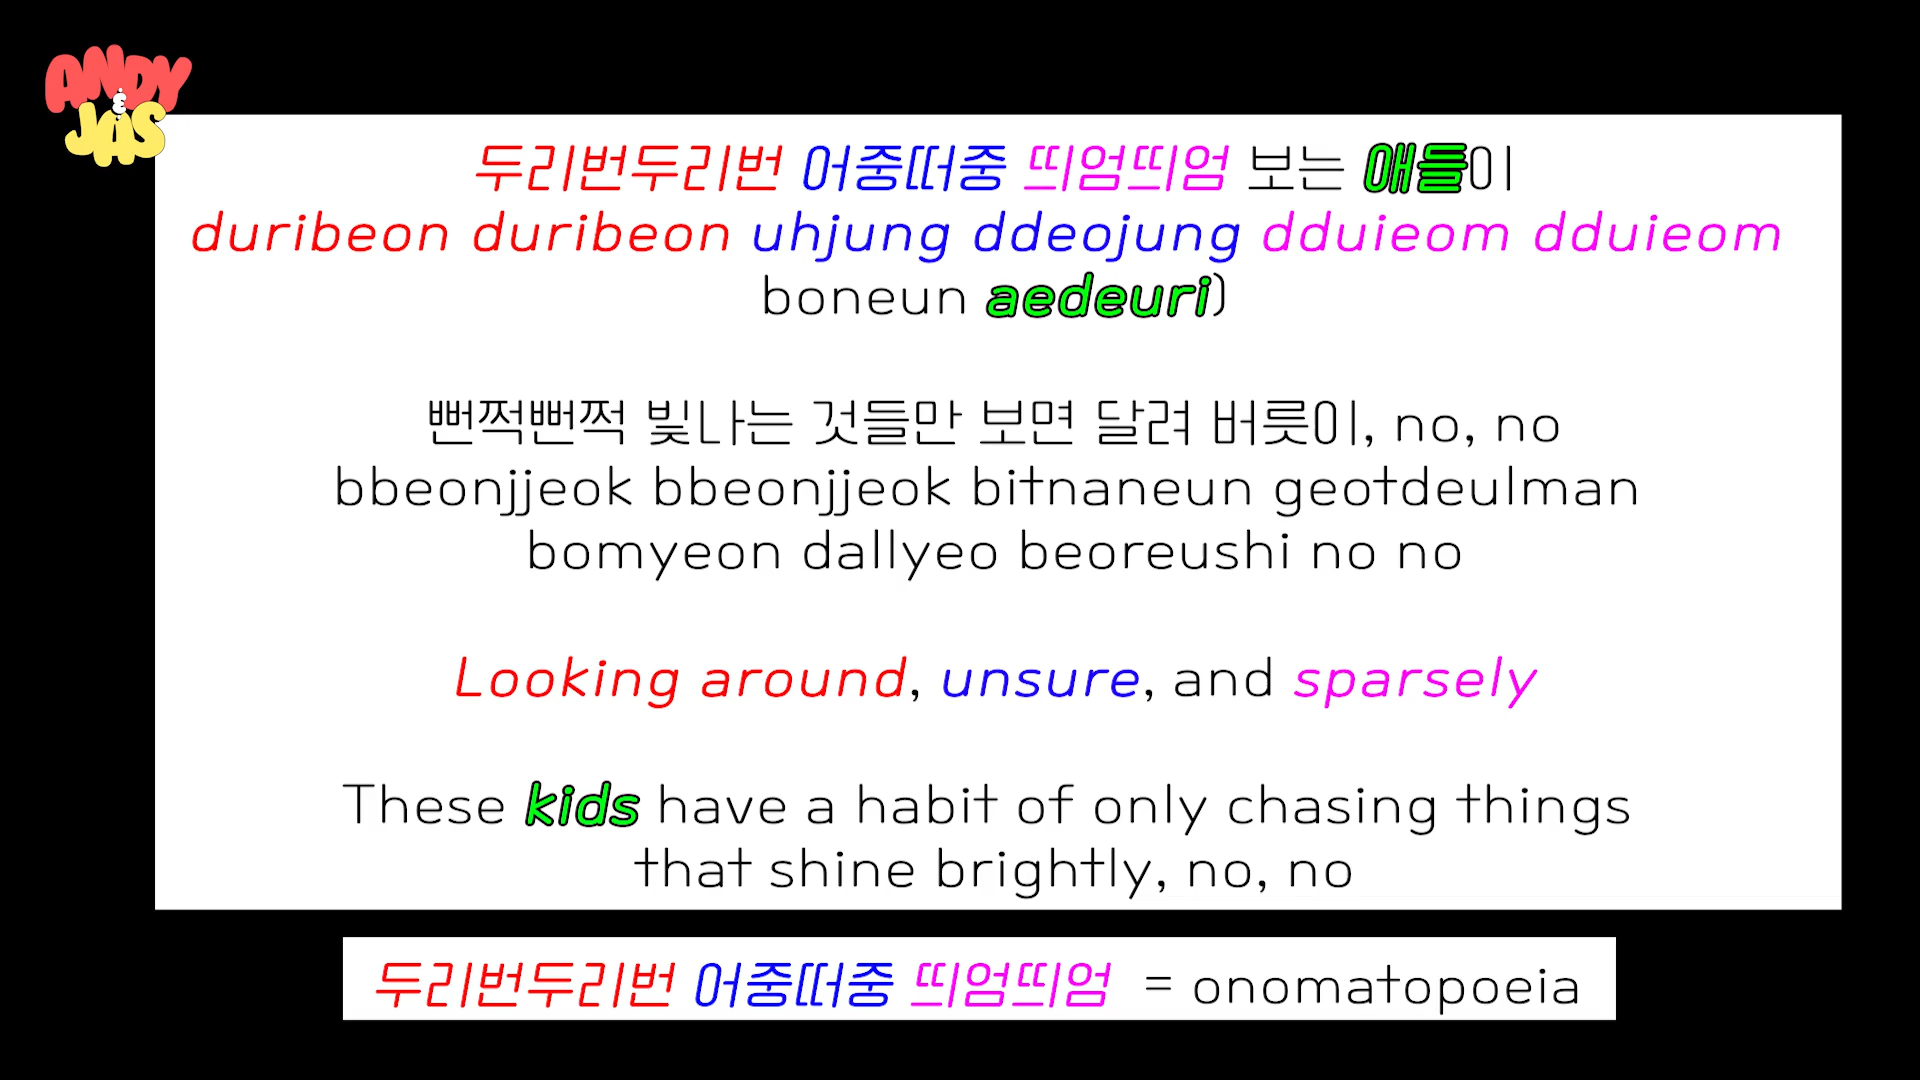 ANDY
&
JAS
두리번두리번 어중떠중 띄엄띄엄 보는 애들이
duribeon duribeon uhjung ddeojung dduieom dduieom
boneun aedeuri)
뻔쩍뻔쩍 빛나는 것들만 보면 달려 버릇이, no, no
bbeonjjeok bbeonjjeok bitnaneun geotdeulman
bomyeon dallyeo beoreushi no no
Looking around, unsure, and sparsely
These kids have a habit of only chasing things
that shine brightly, no, no
두리번두리번 어중떠중 띄엄띄엄 = onomatopoeia